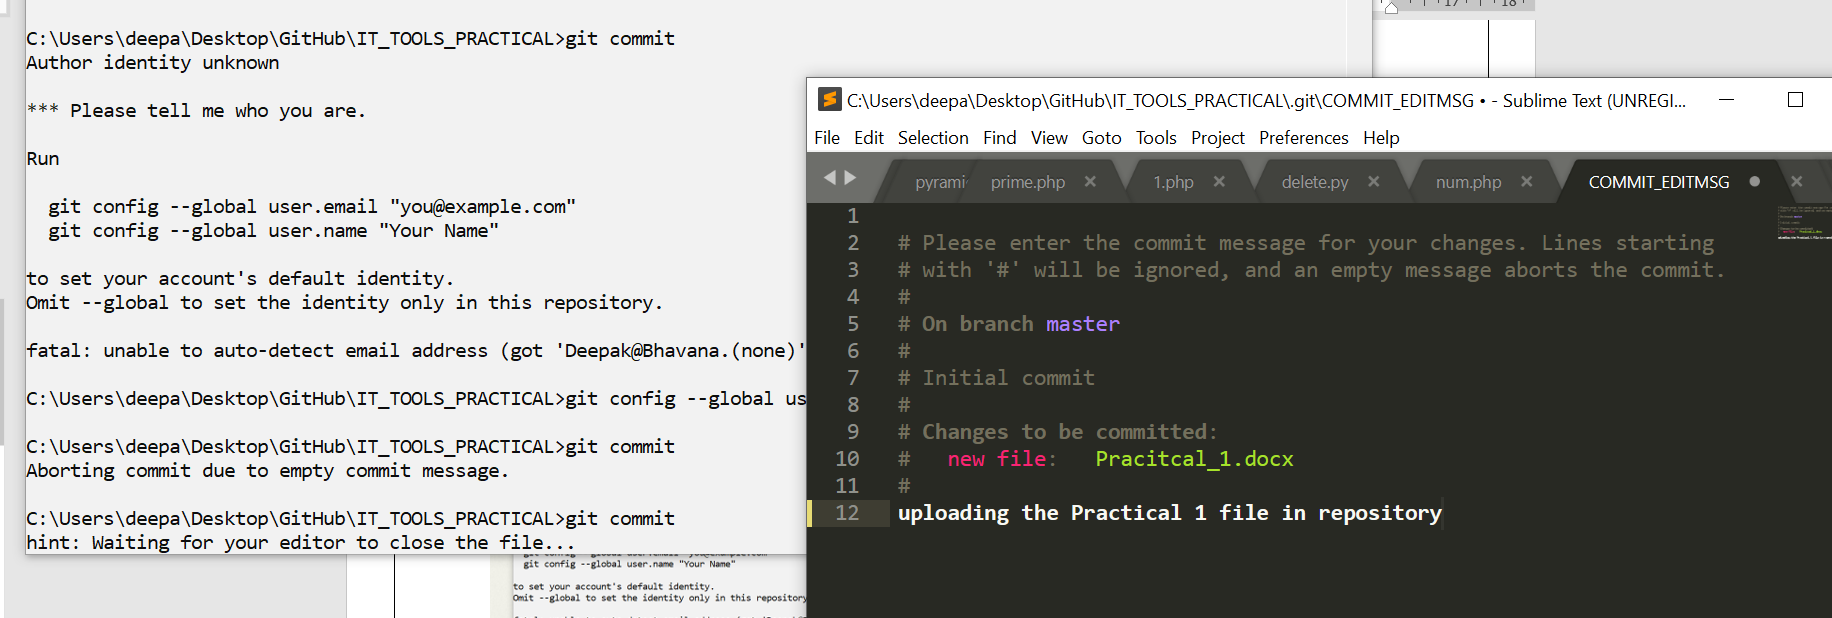 C:\Users\deepa\Desktop\GitHub\IT_TOOLS_PRACTICAL>git commit
Author identity unknown
*** Please tell me who you are.
Run
git config --global user.email "you@example.com"
git config --global user.name "Your Name"
to set your account's default identity.
Omit --global to set the identity only in this repository.
fatal: unable to auto-detect email address (got 'Deepak@Bhavana.(none)'
C:\Users\deepa\Desktop\GitHub\IT_TOOLS_PRACTICAL>git config --global us
C:\Users\deepa\Desktop\GitHub\IT_TOOLS_PRACTICAL>git commit
Aborting commit due to empty commit message.
C:\Users\deepa\Desktop\GitHub\IT_TOOLS_PRACTICAL>git commit
hint: Waiting for your editor to close the file...
git config --global user.name "Your Name"
to set your account's default identity.
Omit --global to set the identity only in this repository
17 18
C:\Users\deepa\Desktop\GitHub\IT_TOOLS_PRACTICAL\.git\COMMIT_EDITMSG • - Sublime Text (UNREGI...
File Edit Selection Find View Goto Tools Project Preferences Help
pyrami prime.php × 1.php × delete.py × num.php × COMMIT_EDITMSG ● ×
1
2 # Please enter the commit message for your changes. Lines starting
3 # with '#' will be ignored, and an empty message aborts the commit.
4 #
5 # On branch master
6 #
7 # Initial commit
8 #
9 # Changes to be committed:
10 # new file: Pracitcal_1.docx
11 #
12 uploading the Practical 1 file in repository